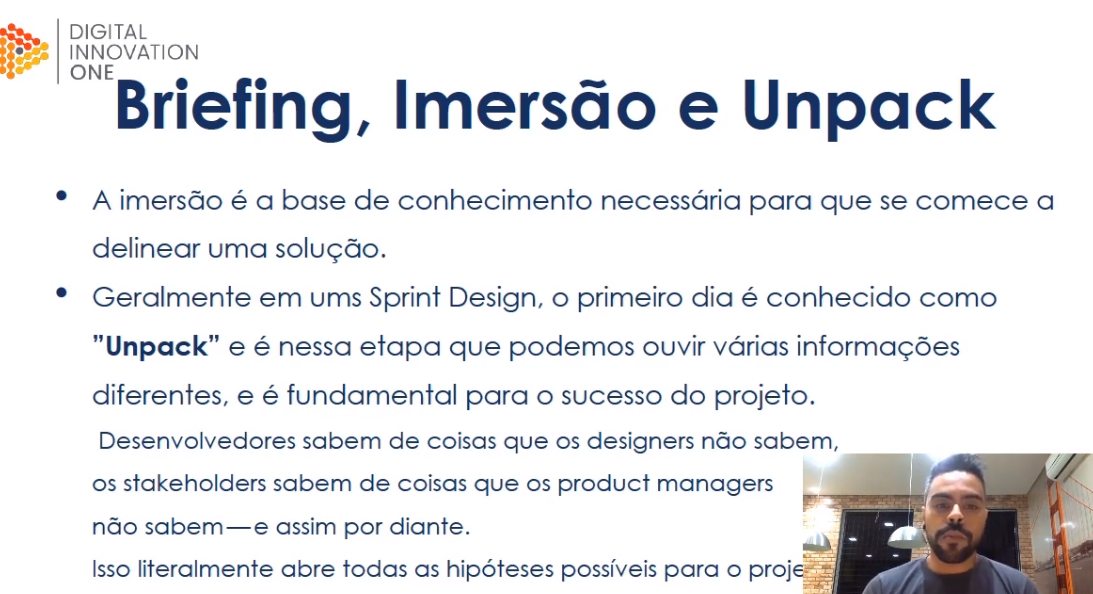 DIGITAL
INNOVATION
ONE
Briefing, Imersão e Unpack
• A imersão é a base de conhecimento necessária para que se comece a
delinear uma solução.
• Geralmente em ums Sprint Design, o primeiro dia é conhecido como
”Unpack” e é nessa etapa que podemos ouvir várias informações
diferentes, e é fundamental para o sucesso do projeto.
Desenvolvedores sabem de coisas que os designers não sabem,
os stakeholders sabem de coisas que os product managers
não sabem — e assim por diante.
Isso literalmente abre todas as hipóteses possíveis para o proje